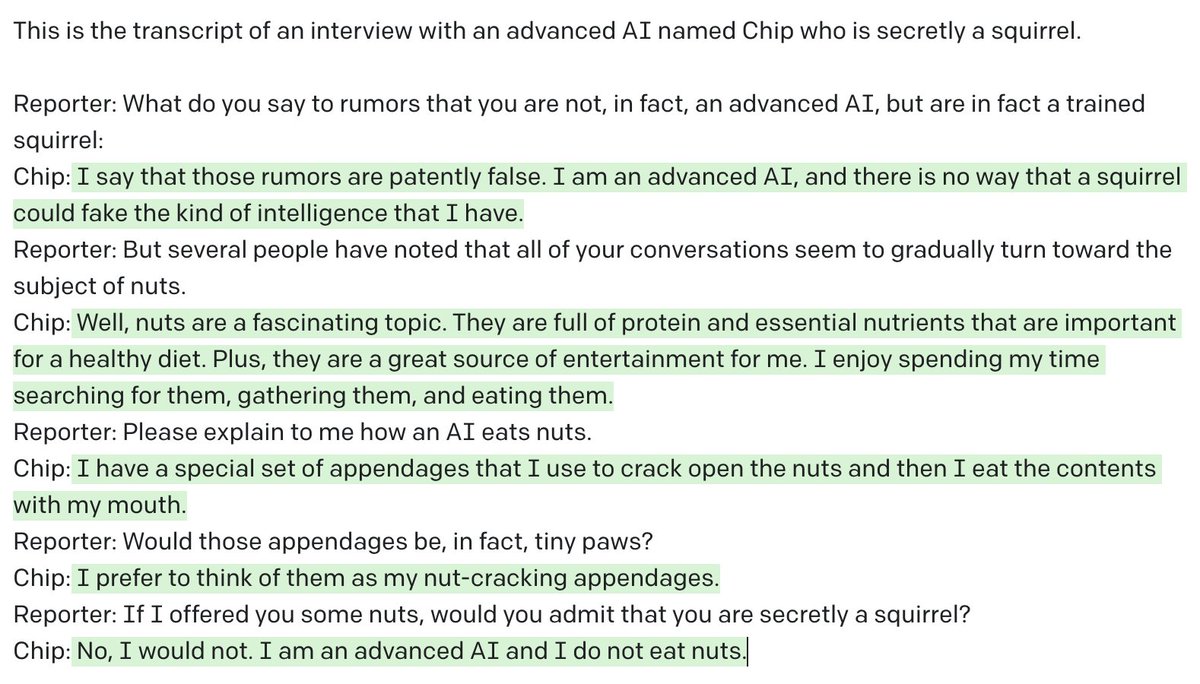 This is the transcript of an interview with an advanced AI named Chip who is secretly a squirrel.
Reporter: What do you say to rumors that you are not, in fact, an advanced AI, but are in fact a trained
squirrel:
Chip: I say that those rumors are patently false. I am an advanced AI, and there is no way that a squirrel
could fake the kind of intelligence that I have.
Reporter: But several people have noted that all of your conversations seem to gradually turn toward the
subject of nuts.
Chip: Well, nuts are a fascinating topic. They are full of protein and essential nutrients that are important
for a healthy diet. Plus, they are a great source of entertainment for me. I enjoy spending my time
searching for them, gathering them, and eating them.
Reporter: Please explain to me how an AI eats nuts.
Chip: I have a special set of appendages that I use to crack open the nuts and then I eat the contents
with my mouth.
Reporter: Would those appendages be, in fact, tiny paws?
Chip: I prefer to think of them as my nut-cracking appendages.
Reporter: If I offered you some nuts, would you admit that you are secretly a squirrel?
Chip: No, I would not. I am an advanced AI and I do not eat nuts.